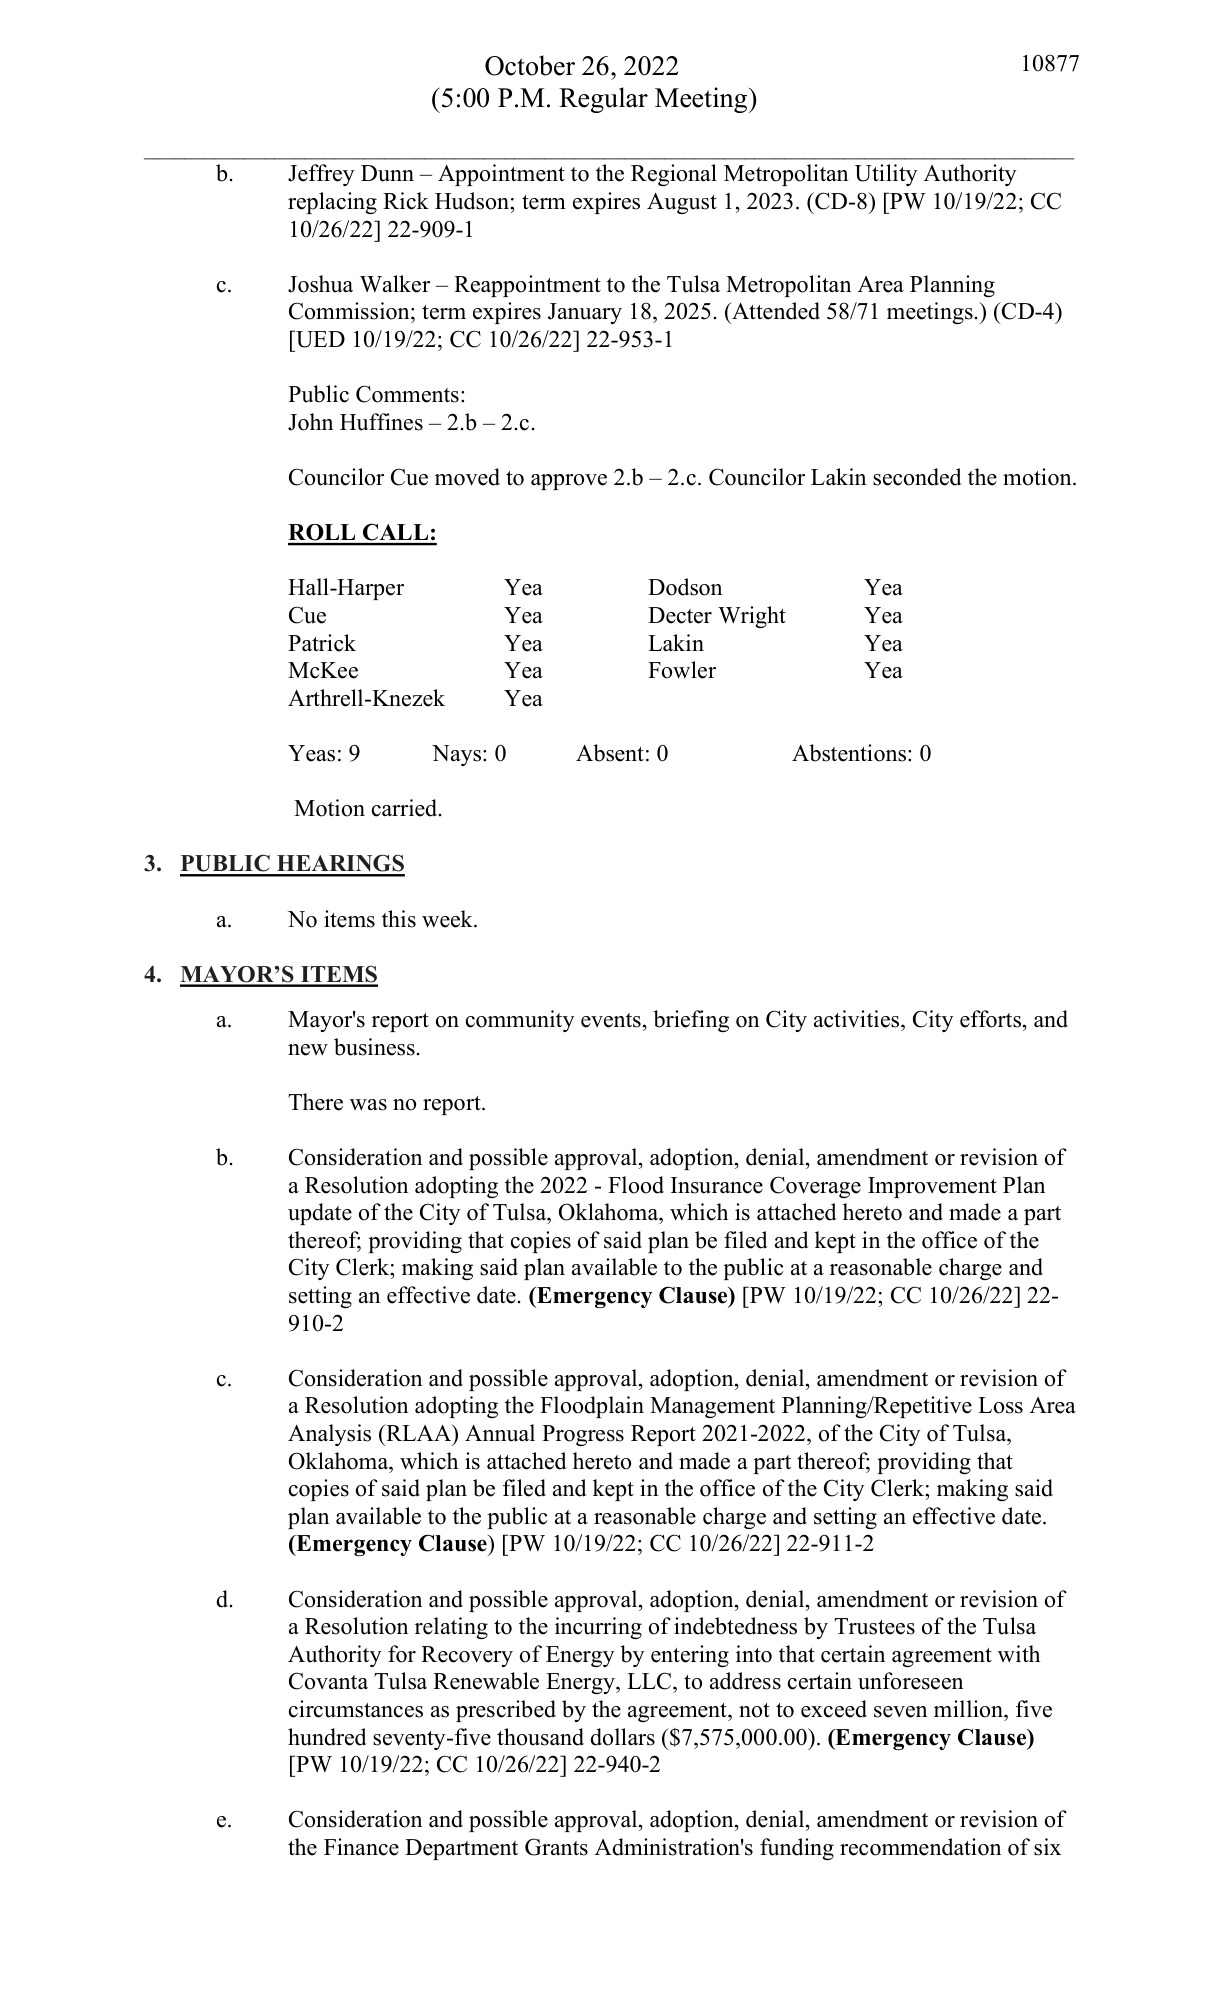 October 26, 2022
10877
(5:00 P.M. Regular Meeting)
b. Jeffrey Dunn – Appointment to the Regional Metropolitan Utility Authority
replacing Rick Hudson; term expires August 1, 2023. (CD-8) [PW 10/19/22; CC
10/26/22] 22-909-1
c. Joshua Walker – Reappointment to the Tulsa Metropolitan Area Planning
Commission; term expires January 18, 2025. (Attended 58/71 meetings.) (CD-4)
[UED 10/19/22; CC 10/26/22] 22-953-1
Public Comments:
John Huffines – 2.b – 2.c.
Councilor Cue moved to approve 2.b – 2.c. Councilor Lakin seconded the motion.
ROLL CALL:
Hall-Harper Yea Dodson Yea
Cue Yea Decter Wright Yea
Patrick Yea Lakin Yea
McKee Yea Fowler Yea
Arthrell-Knezek Yea
Yeas: 9 Nays: 0 Absent: 0 Abstentions: 0
Motion carried.
3. PUBLIC HEARINGS
a. No items this week.
4. MAYOR’S ITEMS
a. Mayor's report on community events, briefing on City activities, City efforts, and
new business.
There was no report.
b. Consideration and possible approval, adoption, denial, amendment or revision of
a Resolution adopting the 2022 - Flood Insurance Coverage Improvement Plan
update of the City of Tulsa, Oklahoma, which is attached hereto and made a part
thereof; providing that copies of said plan be filed and kept in the office of the
City Clerk; making said plan available to the public at a reasonable charge and
setting an effective date. (Emergency Clause) [PW 10/19/22; CC 10/26/22] 22-
910-2
c. Consideration and possible approval, adoption, denial, amendment or revision of
a Resolution adopting the Floodplain Management Planning/Repetitive Loss Area
Analysis (RLAA) Annual Progress Report 2021-2022, of the City of Tulsa,
Oklahoma, which is attached hereto and made a part thereof; providing that
copies of said plan be filed and kept in the office of the City Clerk; making said
plan available to the public at a reasonable charge and setting an effective date.
(Emergency Clause) [PW 10/19/22; CC 10/26/22] 22-911-2
d. Consideration and possible approval, adoption, denial, amendment or revision of
a Resolution relating to the incurring of indebtedness by Trustees of the Tulsa
Authority for Recovery of Energy by entering into that certain agreement with
Covanta Tulsa Renewable Energy, LLC, to address certain unforeseen
circumstances as prescribed by the agreement, not to exceed seven million, five
hundred seventy-five thousand dollars ($7,575,000.00). (Emergency Clause)
[PW 10/19/22; CC 10/26/22] 22-940-2
e. Consideration and possible approval, adoption, denial, amendment or revision of
the Finance Department Grants Administration's funding recommendation of six